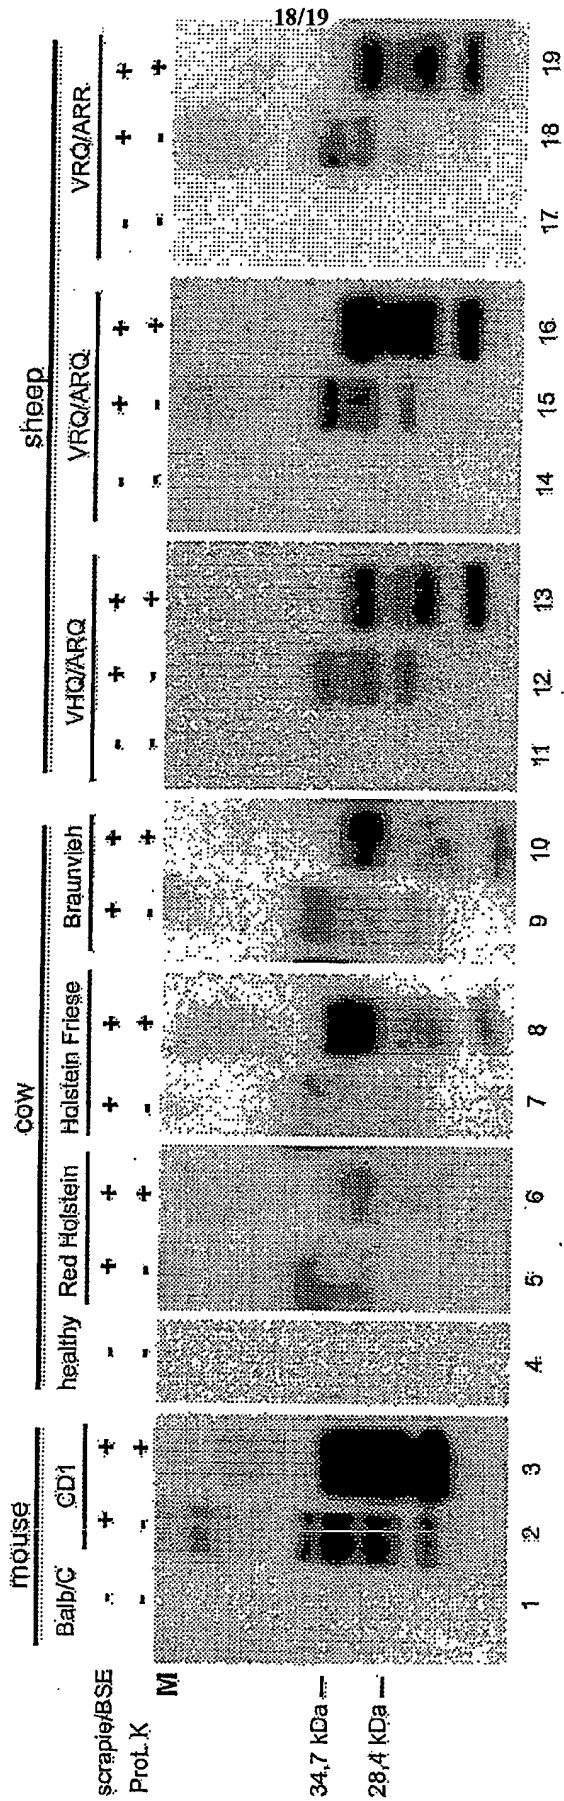 18/19
mouse cow sheep
Balb/C CD1 healthy Red Holstein Holstein Friese Braunvieh VHQ/ARQ VRQ/ARQ VRQ/ARR
scrapie/BSE - + + - + + + + + + - + + - + + - + +
Prot. K - - + - - + - + - + - - + - - + - - +
M
34,7 kDa
28,4 kDa
1 2 3 4 5 6 7 8 9 10 11 12 13 14 15 16 17 18 19